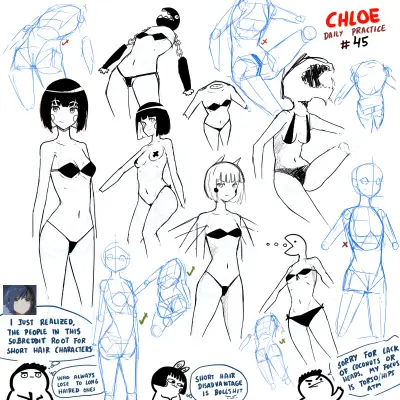 CHLOE
DAILY PRACTICE
# 45
I JUST REALIZED,
THE PEOPLE IN THIS
SUBREDDIT ROOT FOR
SHORT HAIR CHARACTERS
WHO ALWAYS
LOSE TO LONG
HAIRED ONES
SHORT HAIR
DISADVANTAGE
IS BULLSHIT
SORRY FOR LACK
OF COCONUTS OR
HEADS, MY FOCUS
IS TORSO/HIPS
ATM